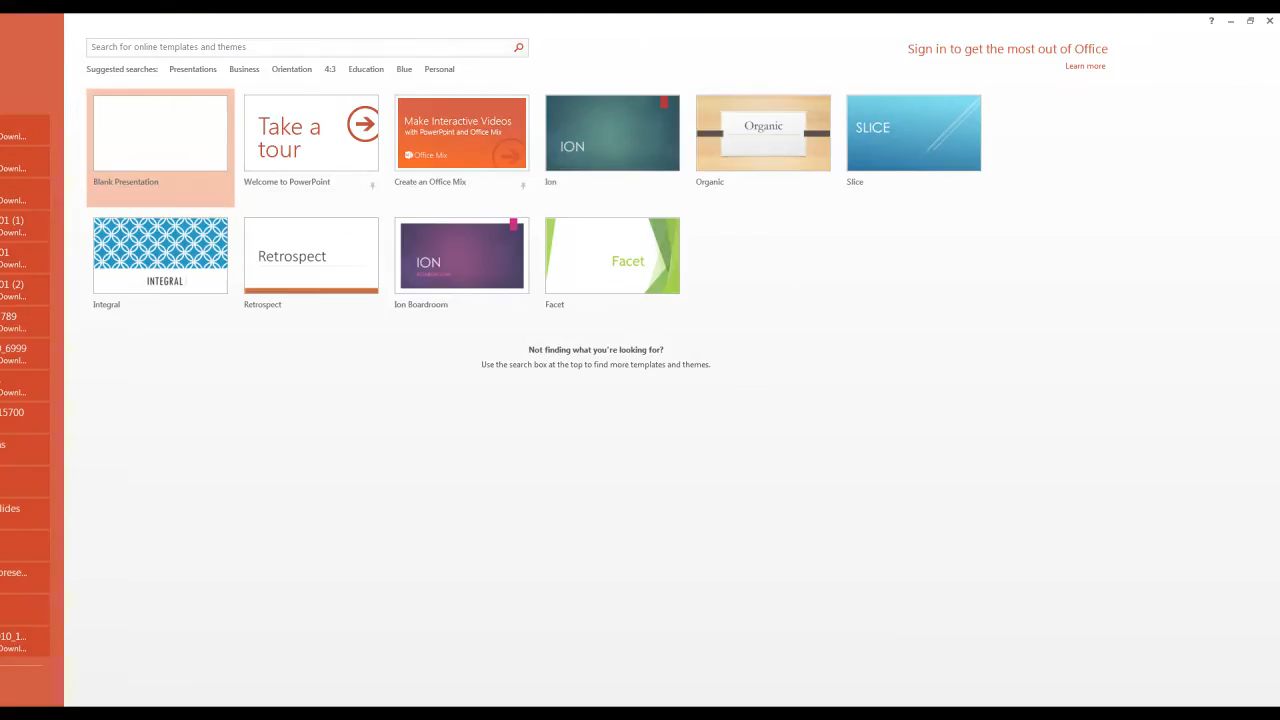 ?
Search for online templates and themes
Sign in to get the most out of Office
Learn more
Suggested searches: Presentations Business Orientation 4:3 Education Blue Personal
Take a
tour
Make Interactive Videos
with PowerPoint and Office Mix
Office Mix
ION
Organic
SLICE
Blank Presentation
Welcome to PowerPoint
Create an Office Mix
Ion
Organic
Slice
INTEGRAL
Retrospect
ION
Facet
Integral
Retrospect
Ion Boardroom
Facet
Not finding what you're looking for?
Use the search box at the top to find more templates and themes.
Downl...
Downl...
Downl...
01 (1)
Downl...
01
Downl...
01 (2)
Downl...
789
Downl...
0_6999
Downl...
Downl...
15700
ns
lides
prese...
10_1...
Downl...